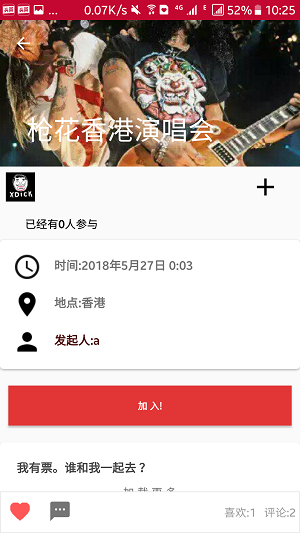 ... 0.07K/s 4G E 52% 10:25
枪花香港演唱会
XDICK
已经有0人参与
时间:2018年5月27日 0:03
地点:香港
发起人:a
加入!
我有票。谁和我一起去？
加载更多
喜欢:1 评论:2